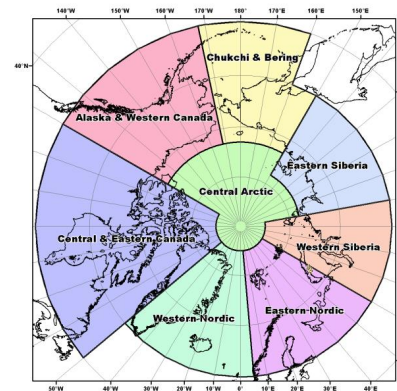 140°W 150°W 160°W 170°W 180° 170°E 160°E 150°E
40°N
Chukchi & Bering
Alaska & Western Canada
Eastern Siberia
Central Arctic
Central & Eastern Canada
Western Siberia
Eastern Nordic
Western Nordic
50°W 40°W 30°W 20°W 10°W 0° 10°E 20°E 30°E 40°E